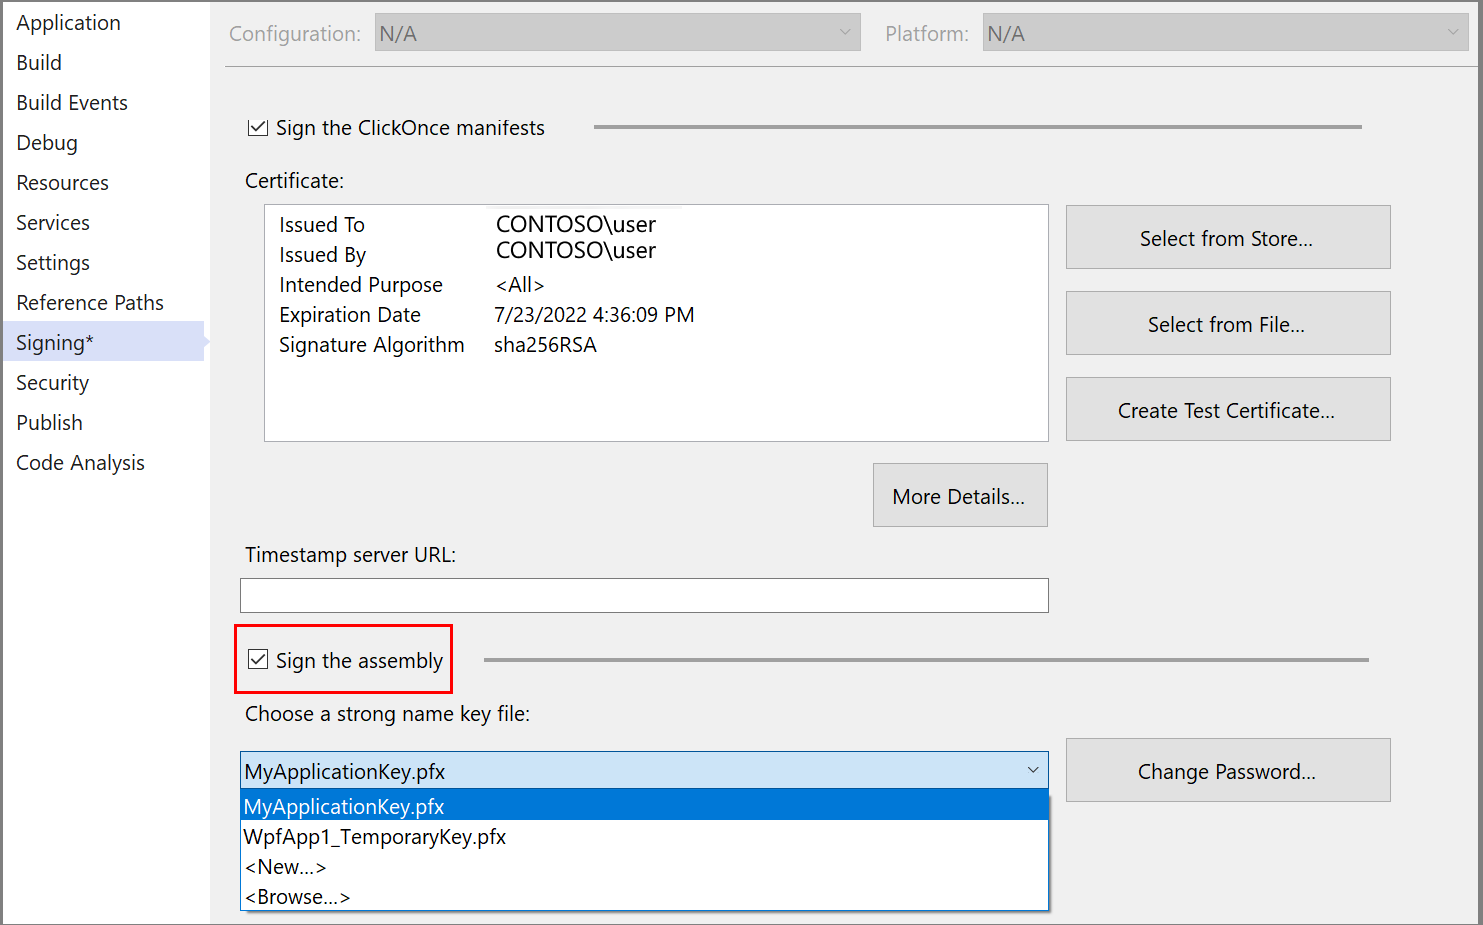 Application
Build
Build Events
Debug
Resources
Services
Settings
Reference Paths
Signing*
Security
Publish
Code Analysis
Configuration: N/A Platform: N/A
Sign the ClickOnce manifests
Certificate:
Issued To CONTOSO\user
Issued By CONTOSO\user
Intended Purpose <All>
Expiration Date 7/23/2022 4:36:09 PM
Signature Algorithm sha256RSA
Select from Store...
Select from File...
Create Test Certificate...
More Details...
Timestamp server URL:
Sign the assembly
Choose a strong name key file:
MyApplicationKey.pfx
Change Password...
MyApplicationKey.pfx
WpfApp1_TemporaryKey.pfx
<New...>
<Browse...>